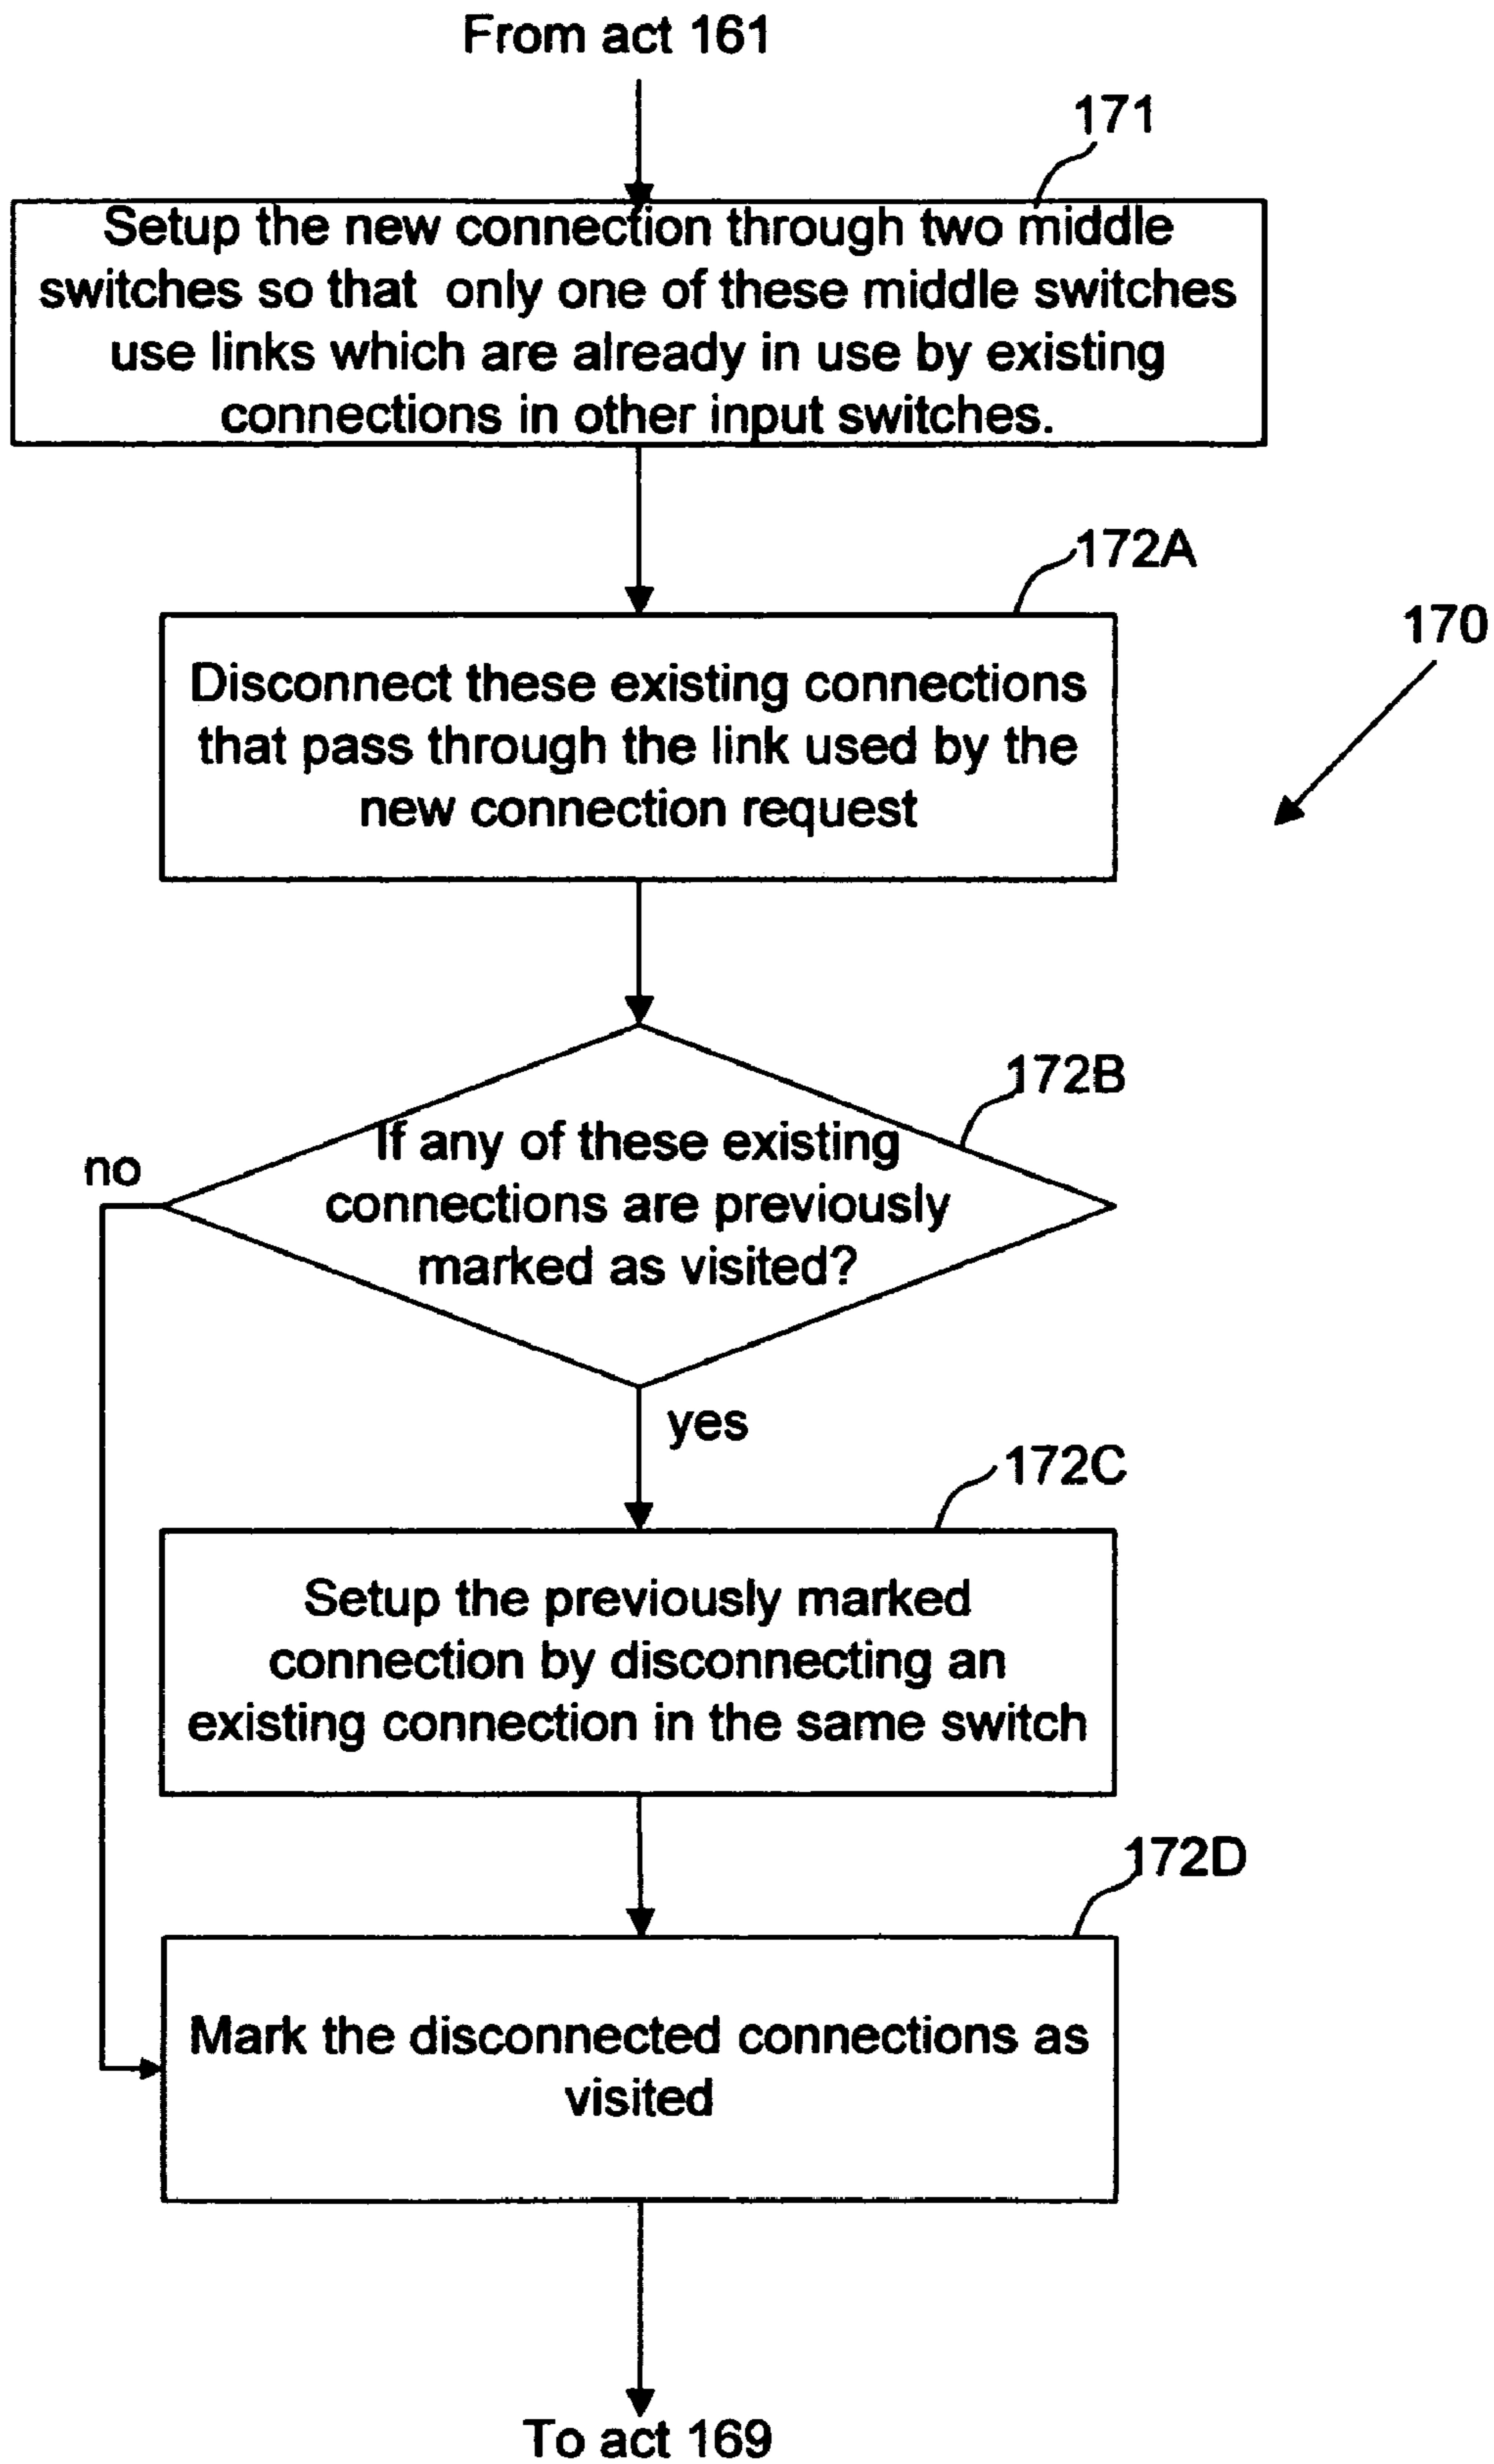 From act 161
171
Setup the new connection through two middle
switches so that only one of these middle switches
use links which are already in use by existing
connections in other input switches.
172A
170
Disconnect these existing connections
that pass through the link used by the
new connection request
172B
no
If any of these existing
connections are previously
marked as visited?
yes
172C
Setup the previously marked
connection by disconnecting an
existing connection in the same switch
172D
Mark the disconnected connections as
visited
To act 169